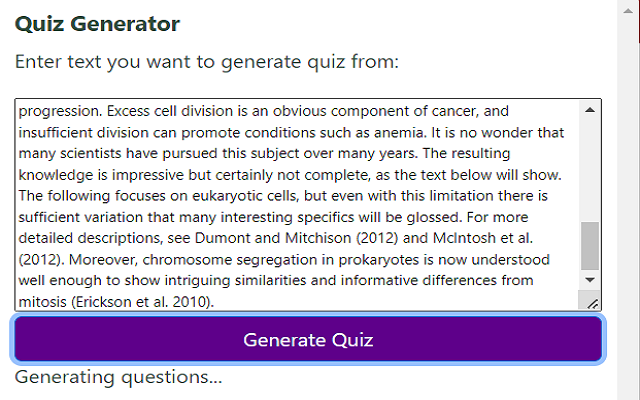 Quiz Generator
Enter text you want to generate quiz from:
progression. Excess cell division is an obvious component of cancer, and
insufficient division can promote conditions such as anemia. It is no wonder that
many scientists have pursued this subject over many years. The resulting
knowledge is impressive but certainly not complete, as the text below will show.
The following focuses on eukaryotic cells, but even with this limitation there is
sufficient variation that many interesting specifics will be glossed. For more
detailed descriptions, see Dumont and Mitchison (2012) and McIntosh et al.
(2012). Moreover, chromosome segregation in prokaryotes is now understood
well enough to show intriguing similarities and informative differences from
mitosis (Erickson et al. 2010).
Generate Quiz
Generating questions...